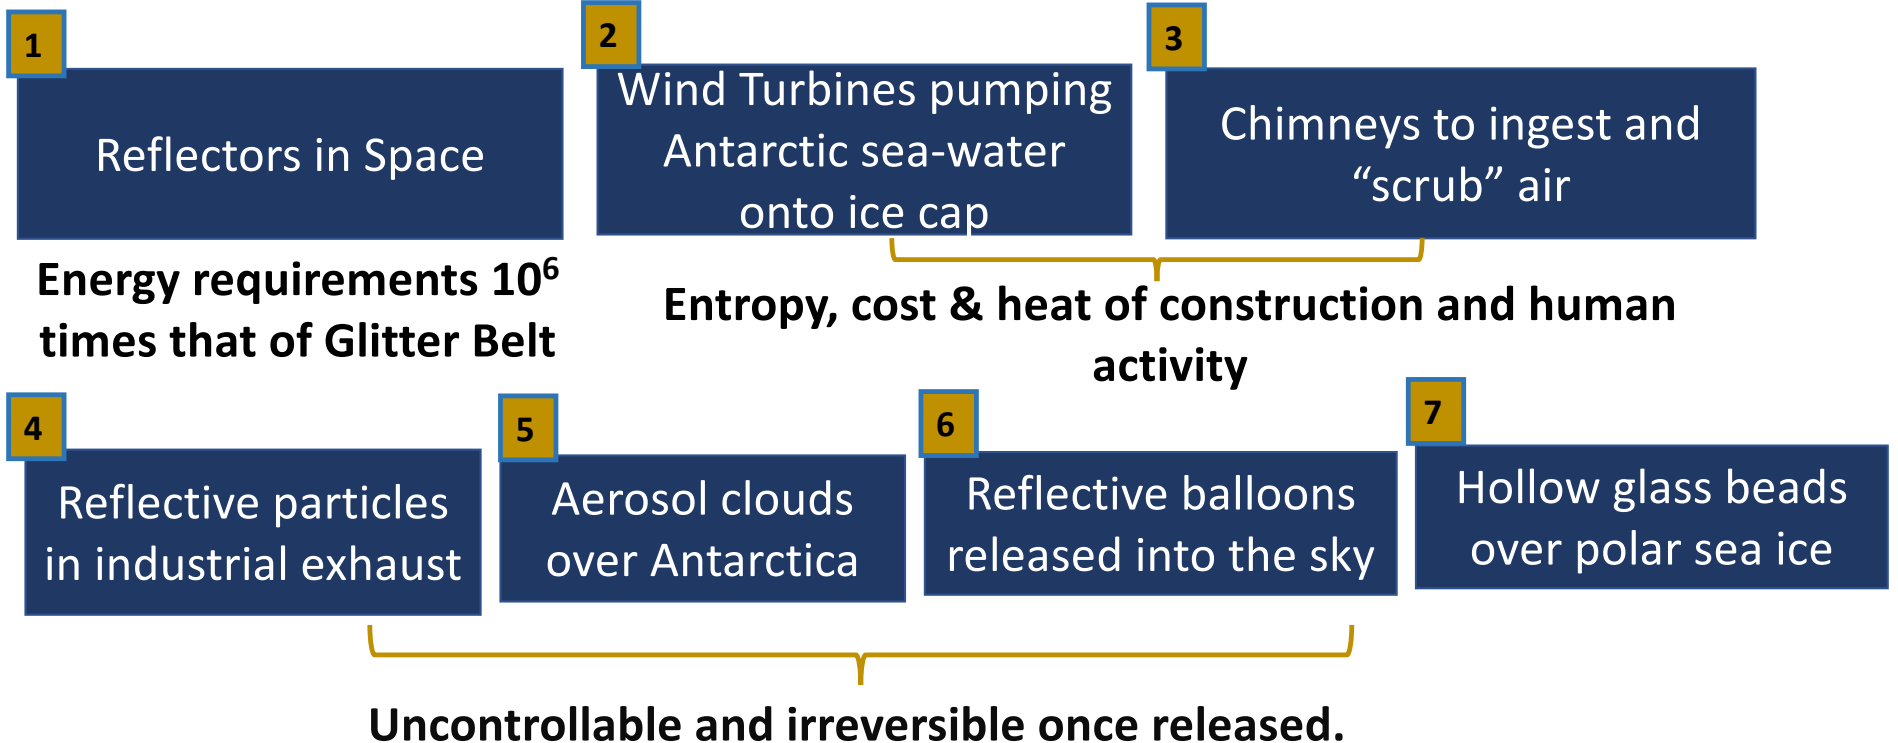 1
Reflectors in Space
Energy requirements 10⁶
times that of Glitter Belt
2
Wind Turbines pumping
Antarctic sea-water
onto ice cap
3
Chimneys to ingest and
“scrub” air
Entropy, cost & heat of construction and human
activity
4
Reflective particles
in industrial exhaust
5
Aerosol clouds
over Antarctica
6
Reflective balloons
released into the sky
7
Hollow glass beads
over polar sea ice
Uncontrollable and irreversible once released.